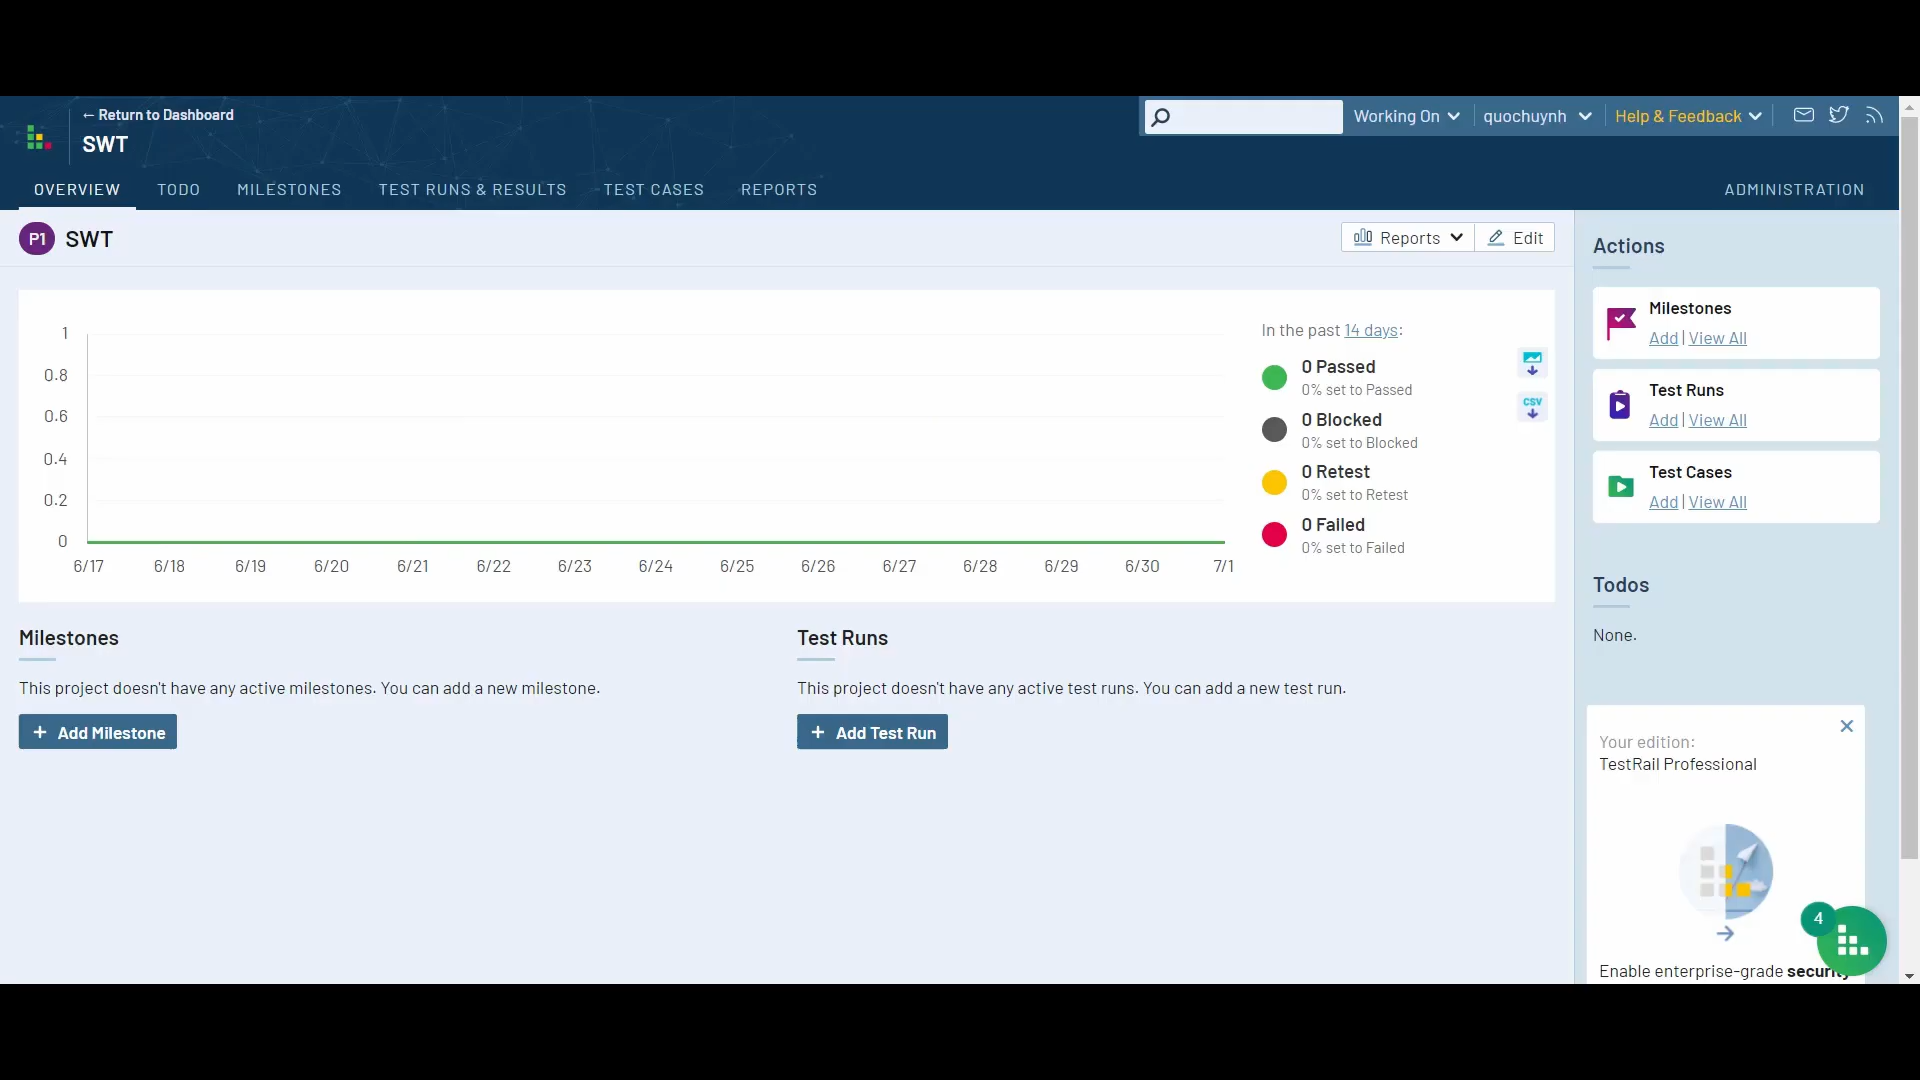 ← Return to Dashboard
SWT
Working On
quochuynh
Help & Feedback
OVERVIEW
TODO
MILESTONES
TEST RUNS & RESULTS
TEST CASES
REPORTS
ADMINISTRATION
P1
SWT
Reports
Edit
1
0.8
0.6
0.4
0.2
0
6/17
6/18
6/19
6/20
6/21
6/22
6/23
6/24
6/25
6/26
6/27
6/28
6/29
6/30
7/1
In the past 14 days:
0 Passed
0% set to Passed
0 Blocked
0% set to Blocked
0 Retest
0% set to Retest
0 Failed
0% set to Failed
CSV
Milestones
This project doesn't have any active milestones. You can add a new milestone.
+ Add Milestone
Test Runs
This project doesn't have any active test runs. You can add a new test run.
+ Add Test Run
Actions
Milestones
Add | View All
Test Runs
Add | View All
Test Cases
Add | View All
Todos
None.
Your edition:
TestRail Professional
4
Enable enterprise-grade security